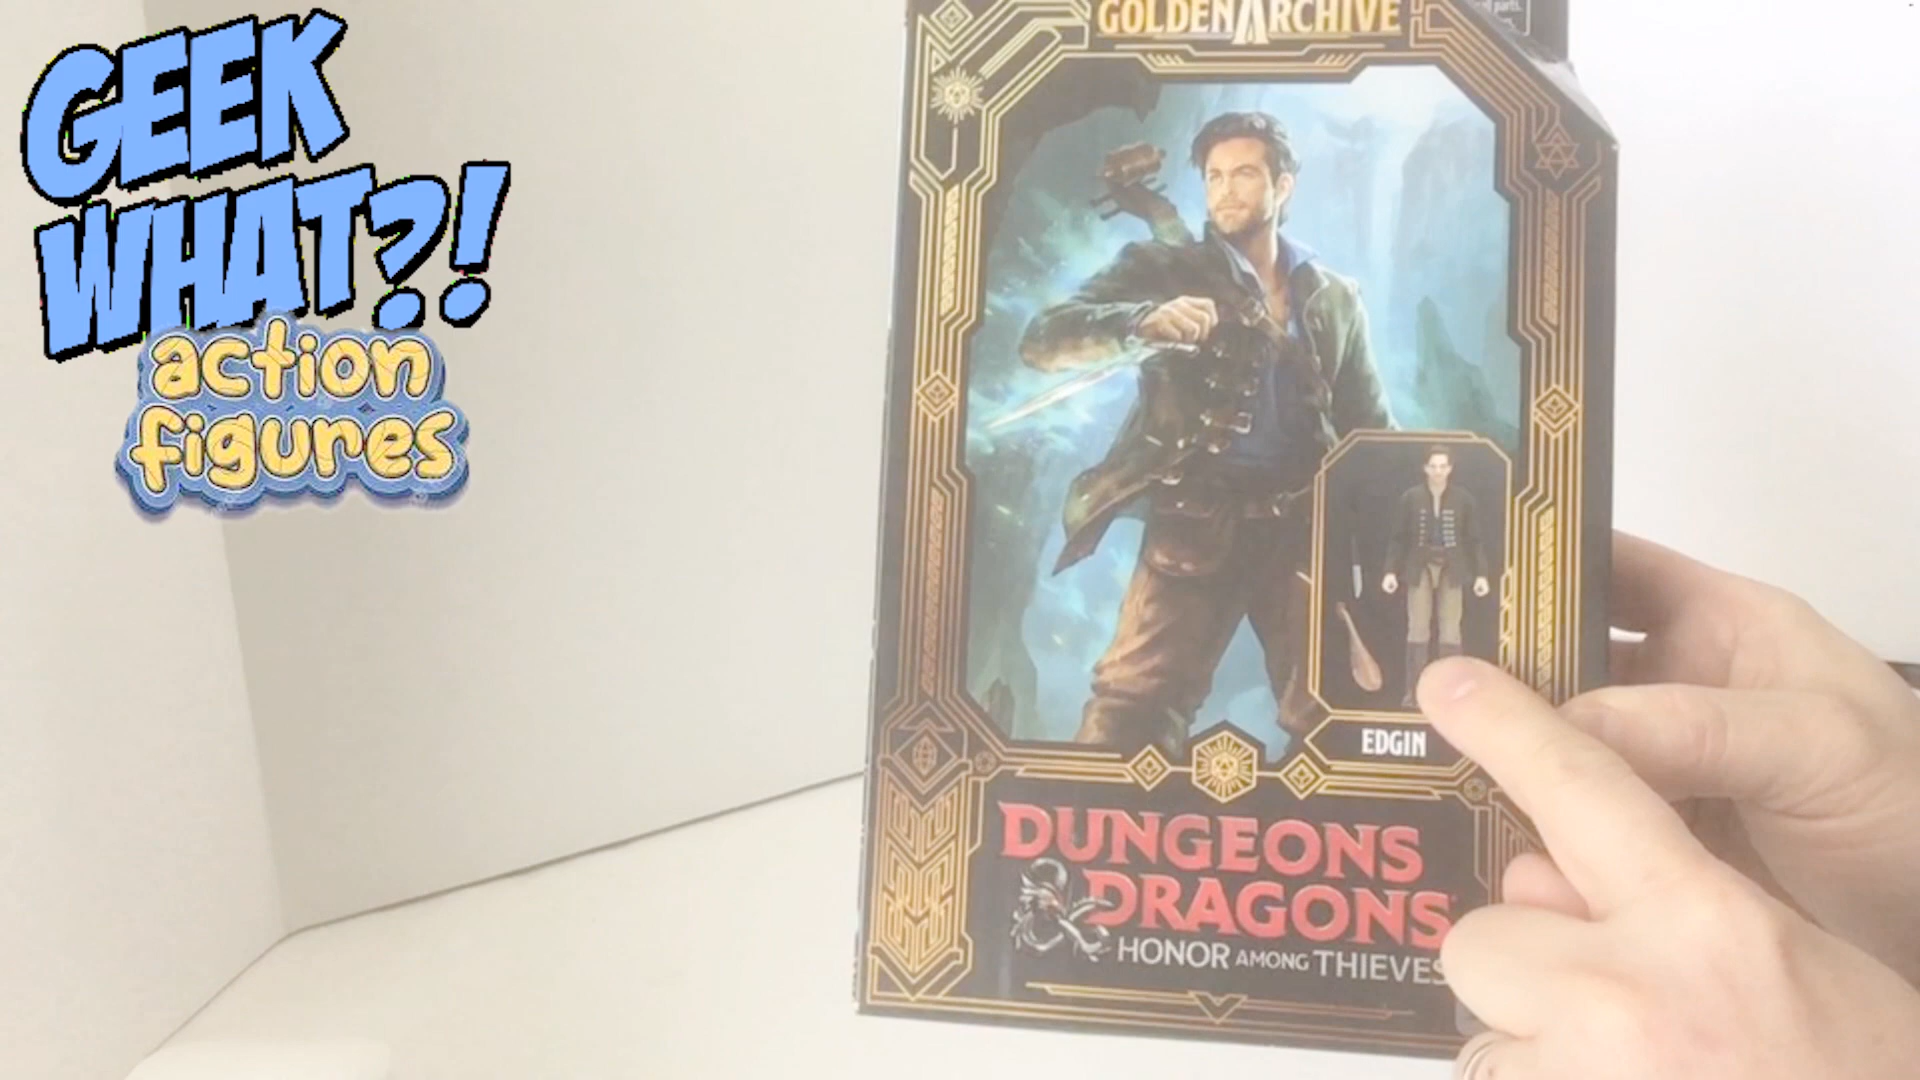 GEEK
WHAT?!
action
figures
GOLDEN ARCHIVE
EDGIN
DUNGEONS
& DRAGONS
HONOR AMONG THIEVES